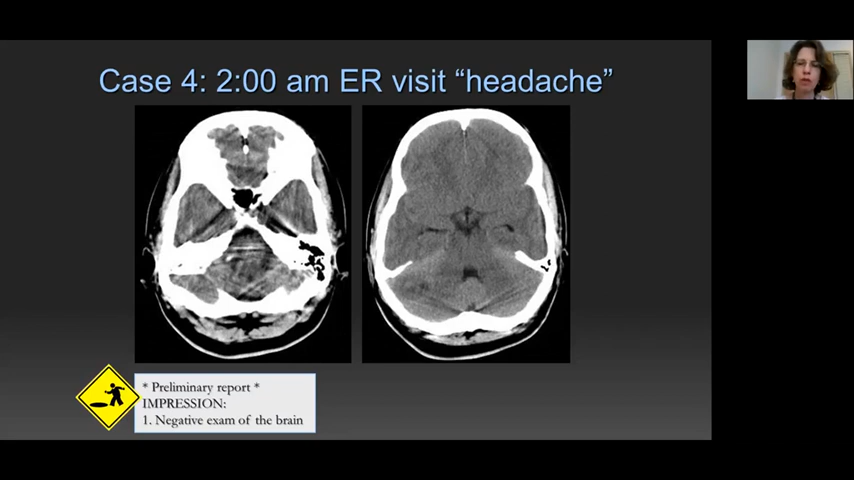 Case 4: 2:00 am ER visit “headache”
* Preliminary report *
IMPRESSION:
1. Negative exam of the brain